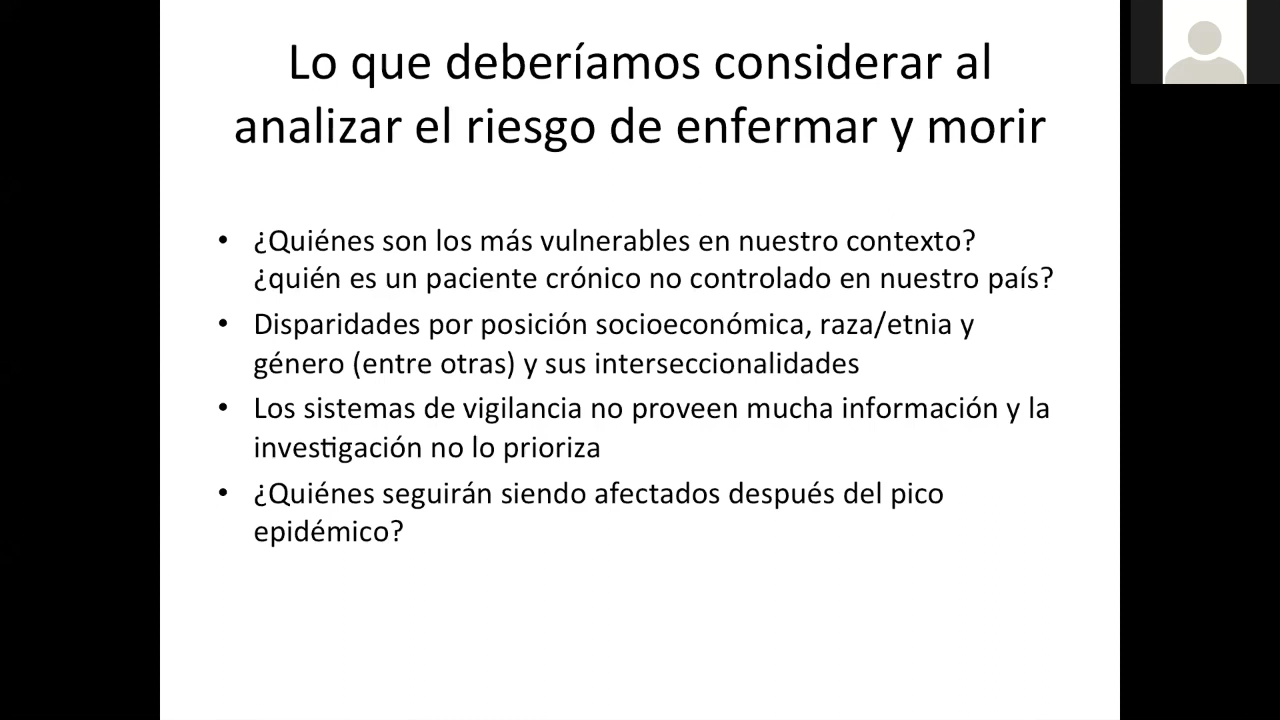 Lo que deberíamos considerar al
analizar el riesgo de enfermar y morir
• ¿Quiénes son los más vulnerables en nuestro contexto?
¿quién es un paciente crónico no controlado en nuestro país?
• Disparidades por posición socioeconómica, raza/etnia y
género (entre otras) y sus interseccionalidades
• Los sistemas de vigilancia no proveen mucha información y la
investigación no lo prioriza
• ¿Quiénes seguirán siendo afectados después del pico
epidémico?